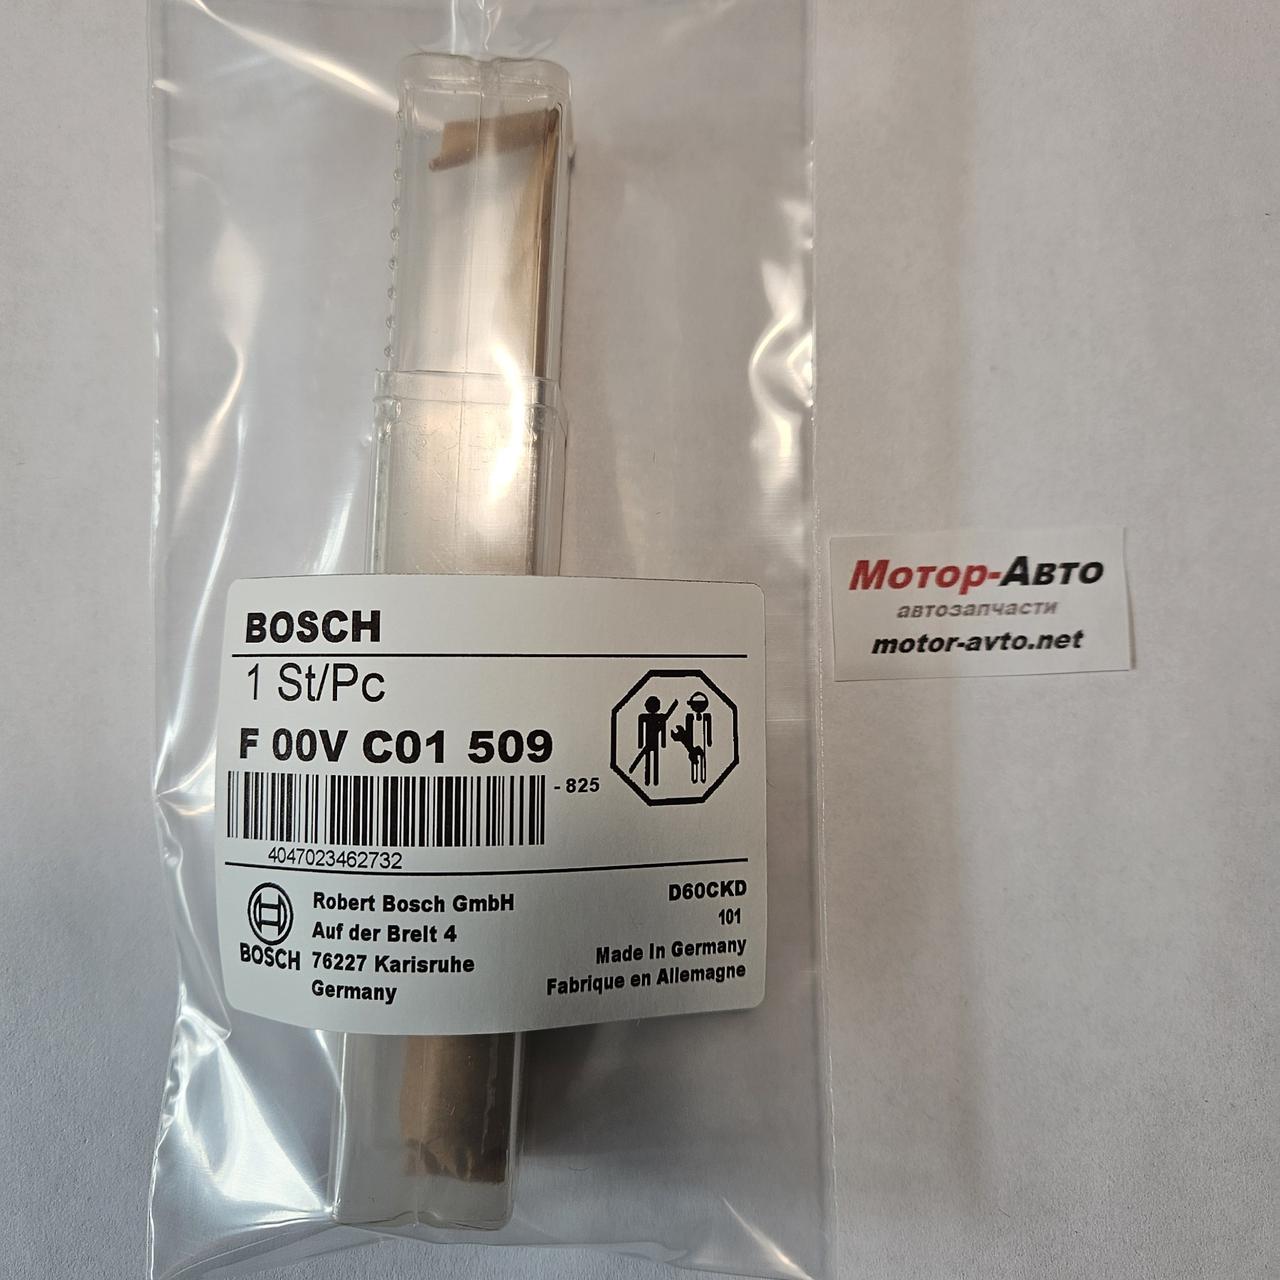 BOSCH
1 St/Pc
F 00V C01 509
- 825
4047023462732
BOSCH
Robert Bosch GmbH
Auf der Breit 4
76227 Karisruhe
Germany
D60CKD
101
Made In Germany
Fabrique en Allemagne
Мотор-Авто
автозапчасти
motor-avto.net